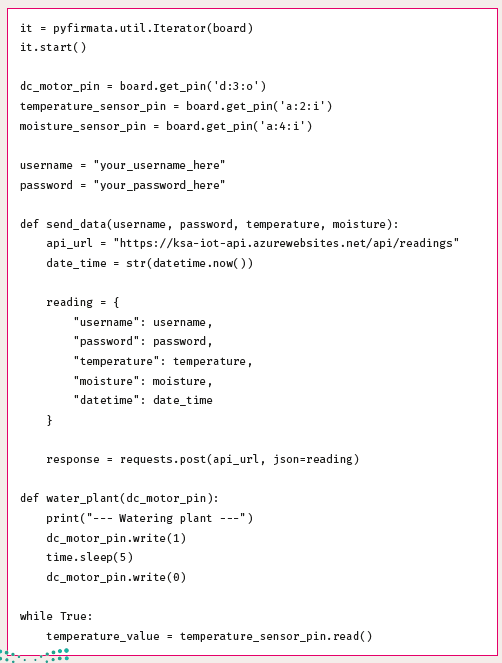 it = pyfirmata.util.Iterator(board)
it.start()

dc_motor_pin = board.get_pin('d:3:o')
temperature_sensor_pin = board.get_pin('a:2:i')
moisture_sensor_pin = board.get_pin('a:4:i')

username = "your_username_here"
password = "your_password_here"

def send_data(username, password, temperature, moisture):
    api_url = "https://ksa-iot-api.azurewebsites.net/api/readings"
    date_time = str(datetime.now())

    reading = {
        "username": username,
        "password": password,
        "temperature": temperature,
        "moisture": moisture,
        "datetime": date_time
    }

    response = requests.post(api_url, json=reading)

def water_plant(dc_motor_pin):
    print("--- Watering plant ---")
    dc_motor_pin.write(1)
    time.sleep(5)
    dc_motor_pin.write(0)

while True:
    temperature_value = temperature_sensor_pin.read()